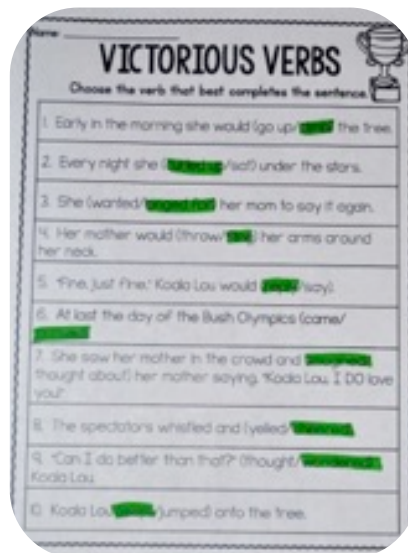 Name:
VICTORIOUS VERBS
Choose the verb that best completes the sentence.
1. Early in the morning she would (go up/climb) the tree.
2. Every night she (curled up/sat) under the stars.
3. She (wanted/longed for) her mom to say it again.
4. Her mother would (throw/) her arms around
her neck.
5. "Fine, just fine," Koala Lou would (reply/say).
6. At last the day of the Bush Olympics (came/
7. She saw her mother in the crowd and (imagined/
thought about) her mother saying, "Koala Lou, I DO love
you!"
8. The spectators whistled and (yelled/cheered).
9. "Can I do better than that?" (thought/wondered)
Koala Lou.
10. Koala Lou (/jumped) onto the tree.